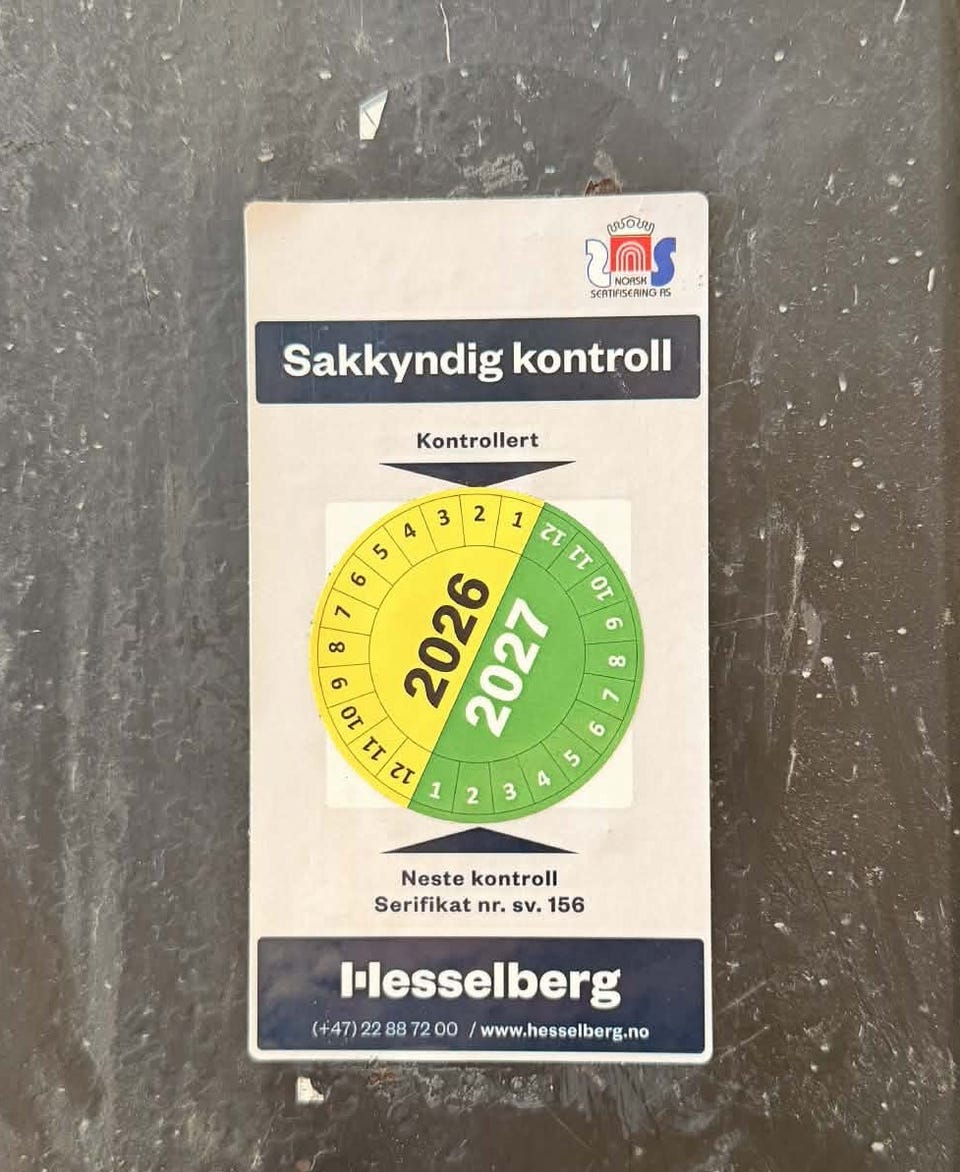 NORSK
SERTIFISERING AS
Sakkyndig kontroll
Kontrollert
1 2 3 4 5 6 7 8 9 10 11 12
2026
2027
1 2 3 4 5 6 7 8 9 10 11 12
Neste kontroll
Serifikat nr. sv. 156
Hesselberg
(+47) 22 88 72 00 / www.hesselberg.no